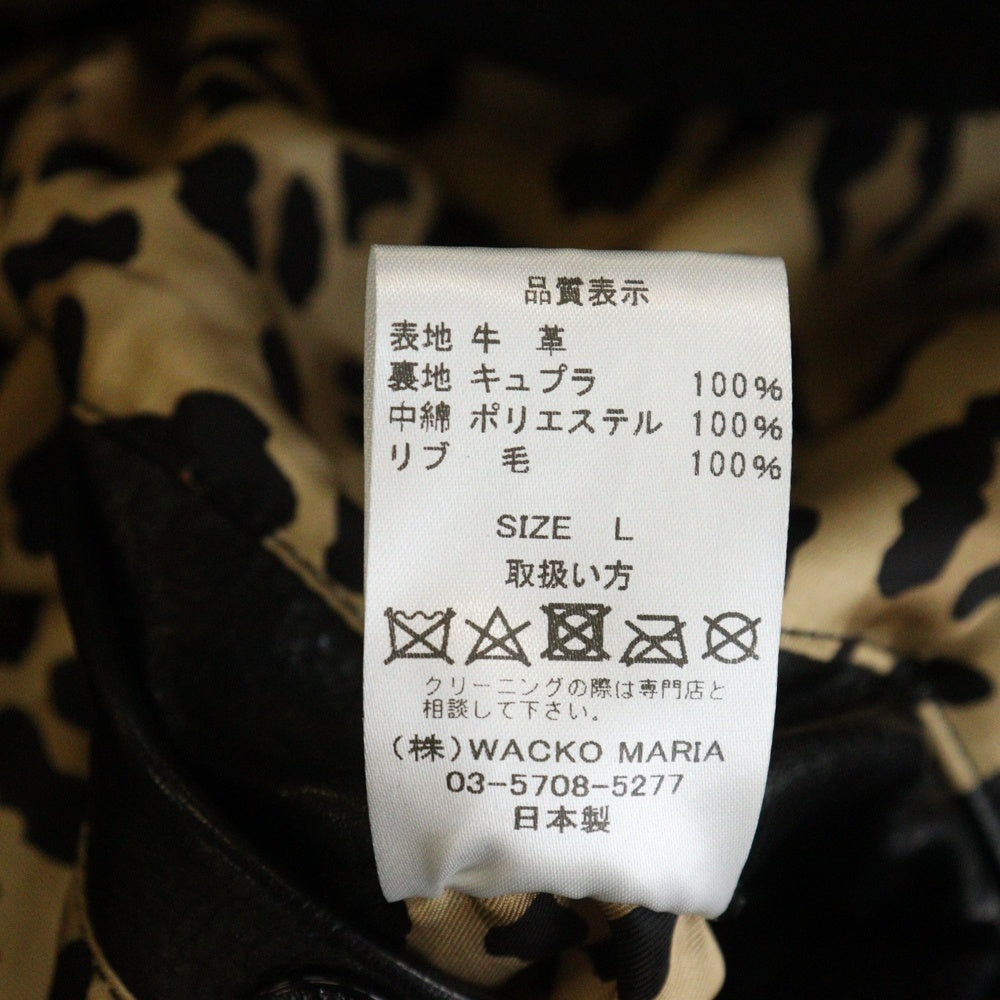 品質表示
表地 牛 革
裏地 キュプラ 100%
中綿 ポリエステル 100%
リブ 毛 100%
SIZE L
取扱い方
クリーニングの際は専門店と
相談して下さい。
(株)WACKO MARIA
03-5708-5277
日本製